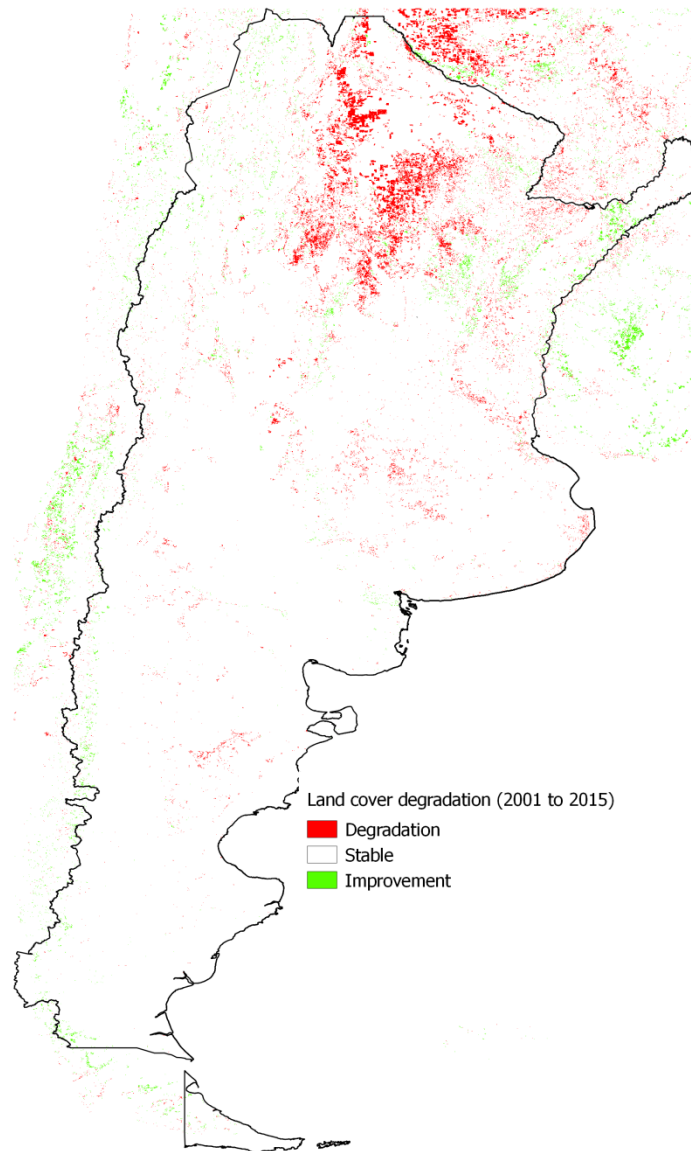 Land cover degradation (2001 to 2015)
Degradation
Stable
Improvement